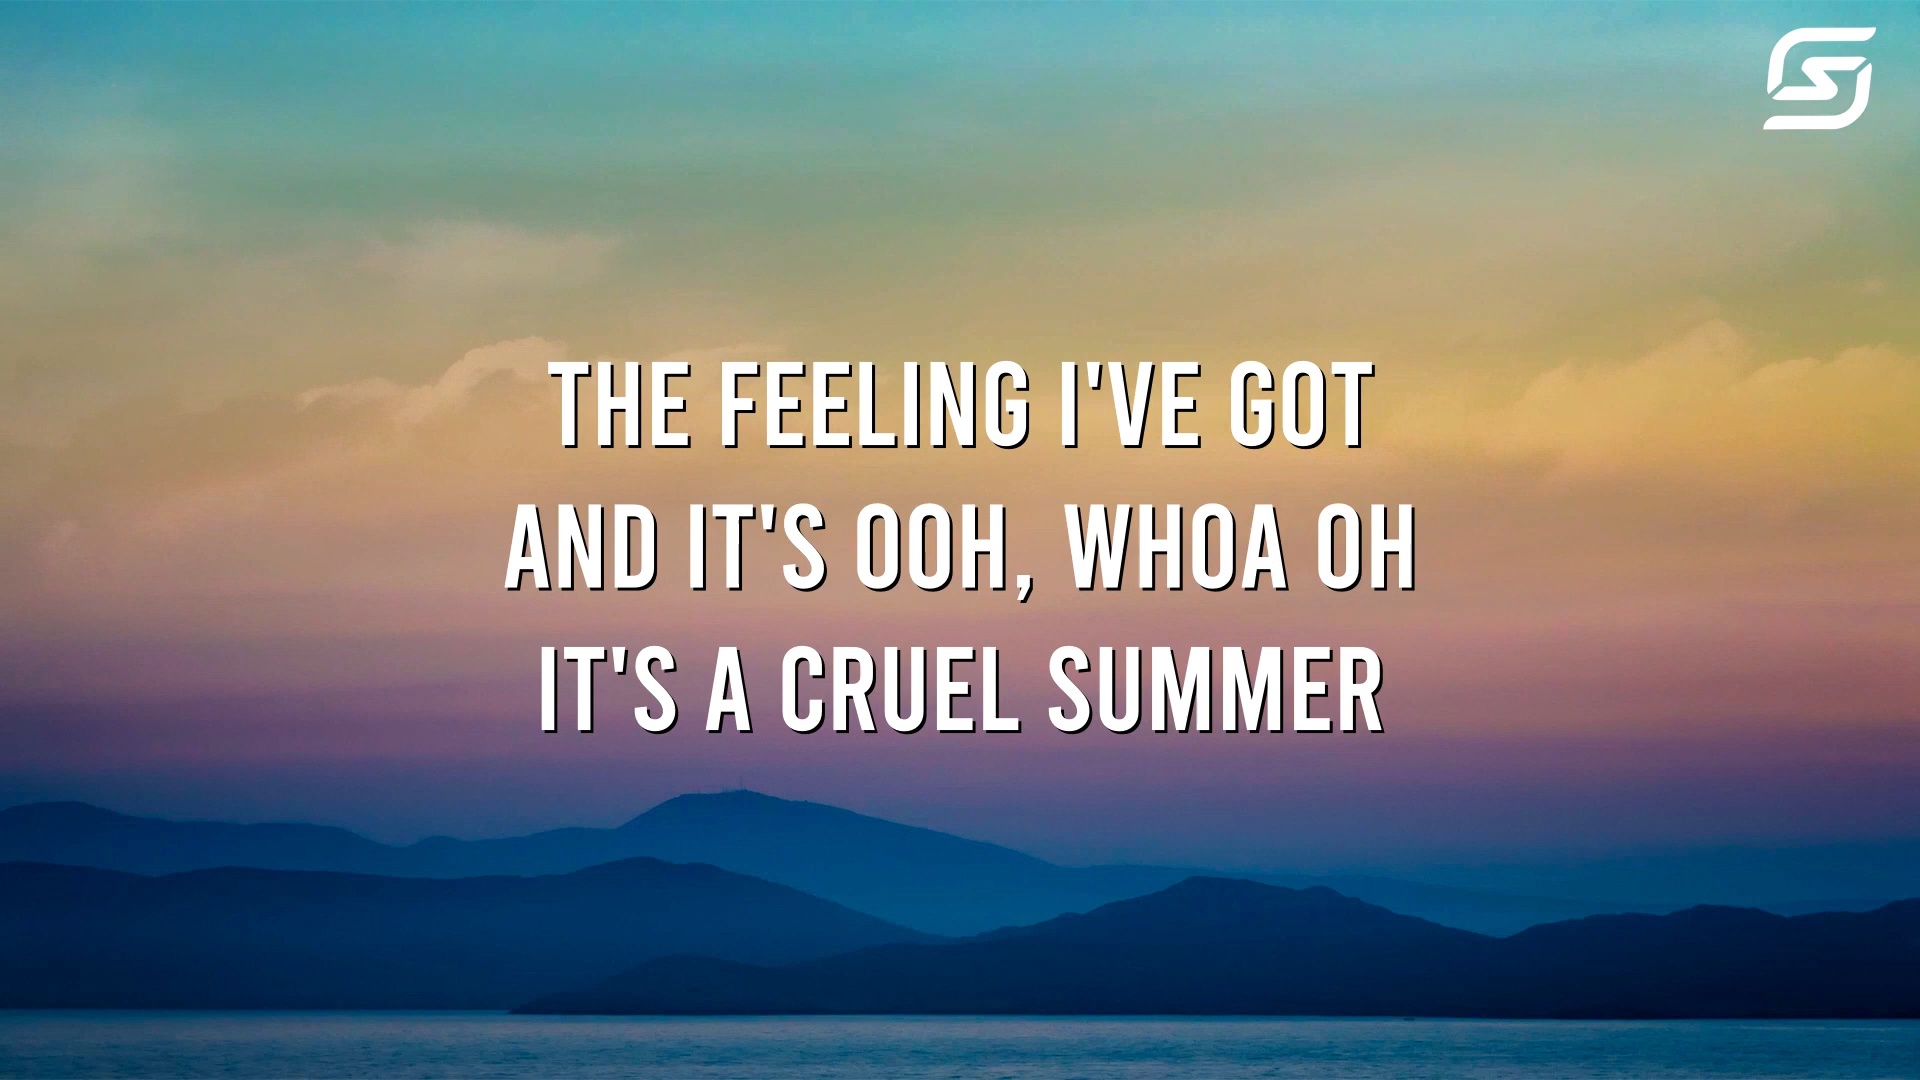 THE FEELING I'VE GOT
AND IT'S OOH, WHOA OH
IT'S A CRUEL SUMMER